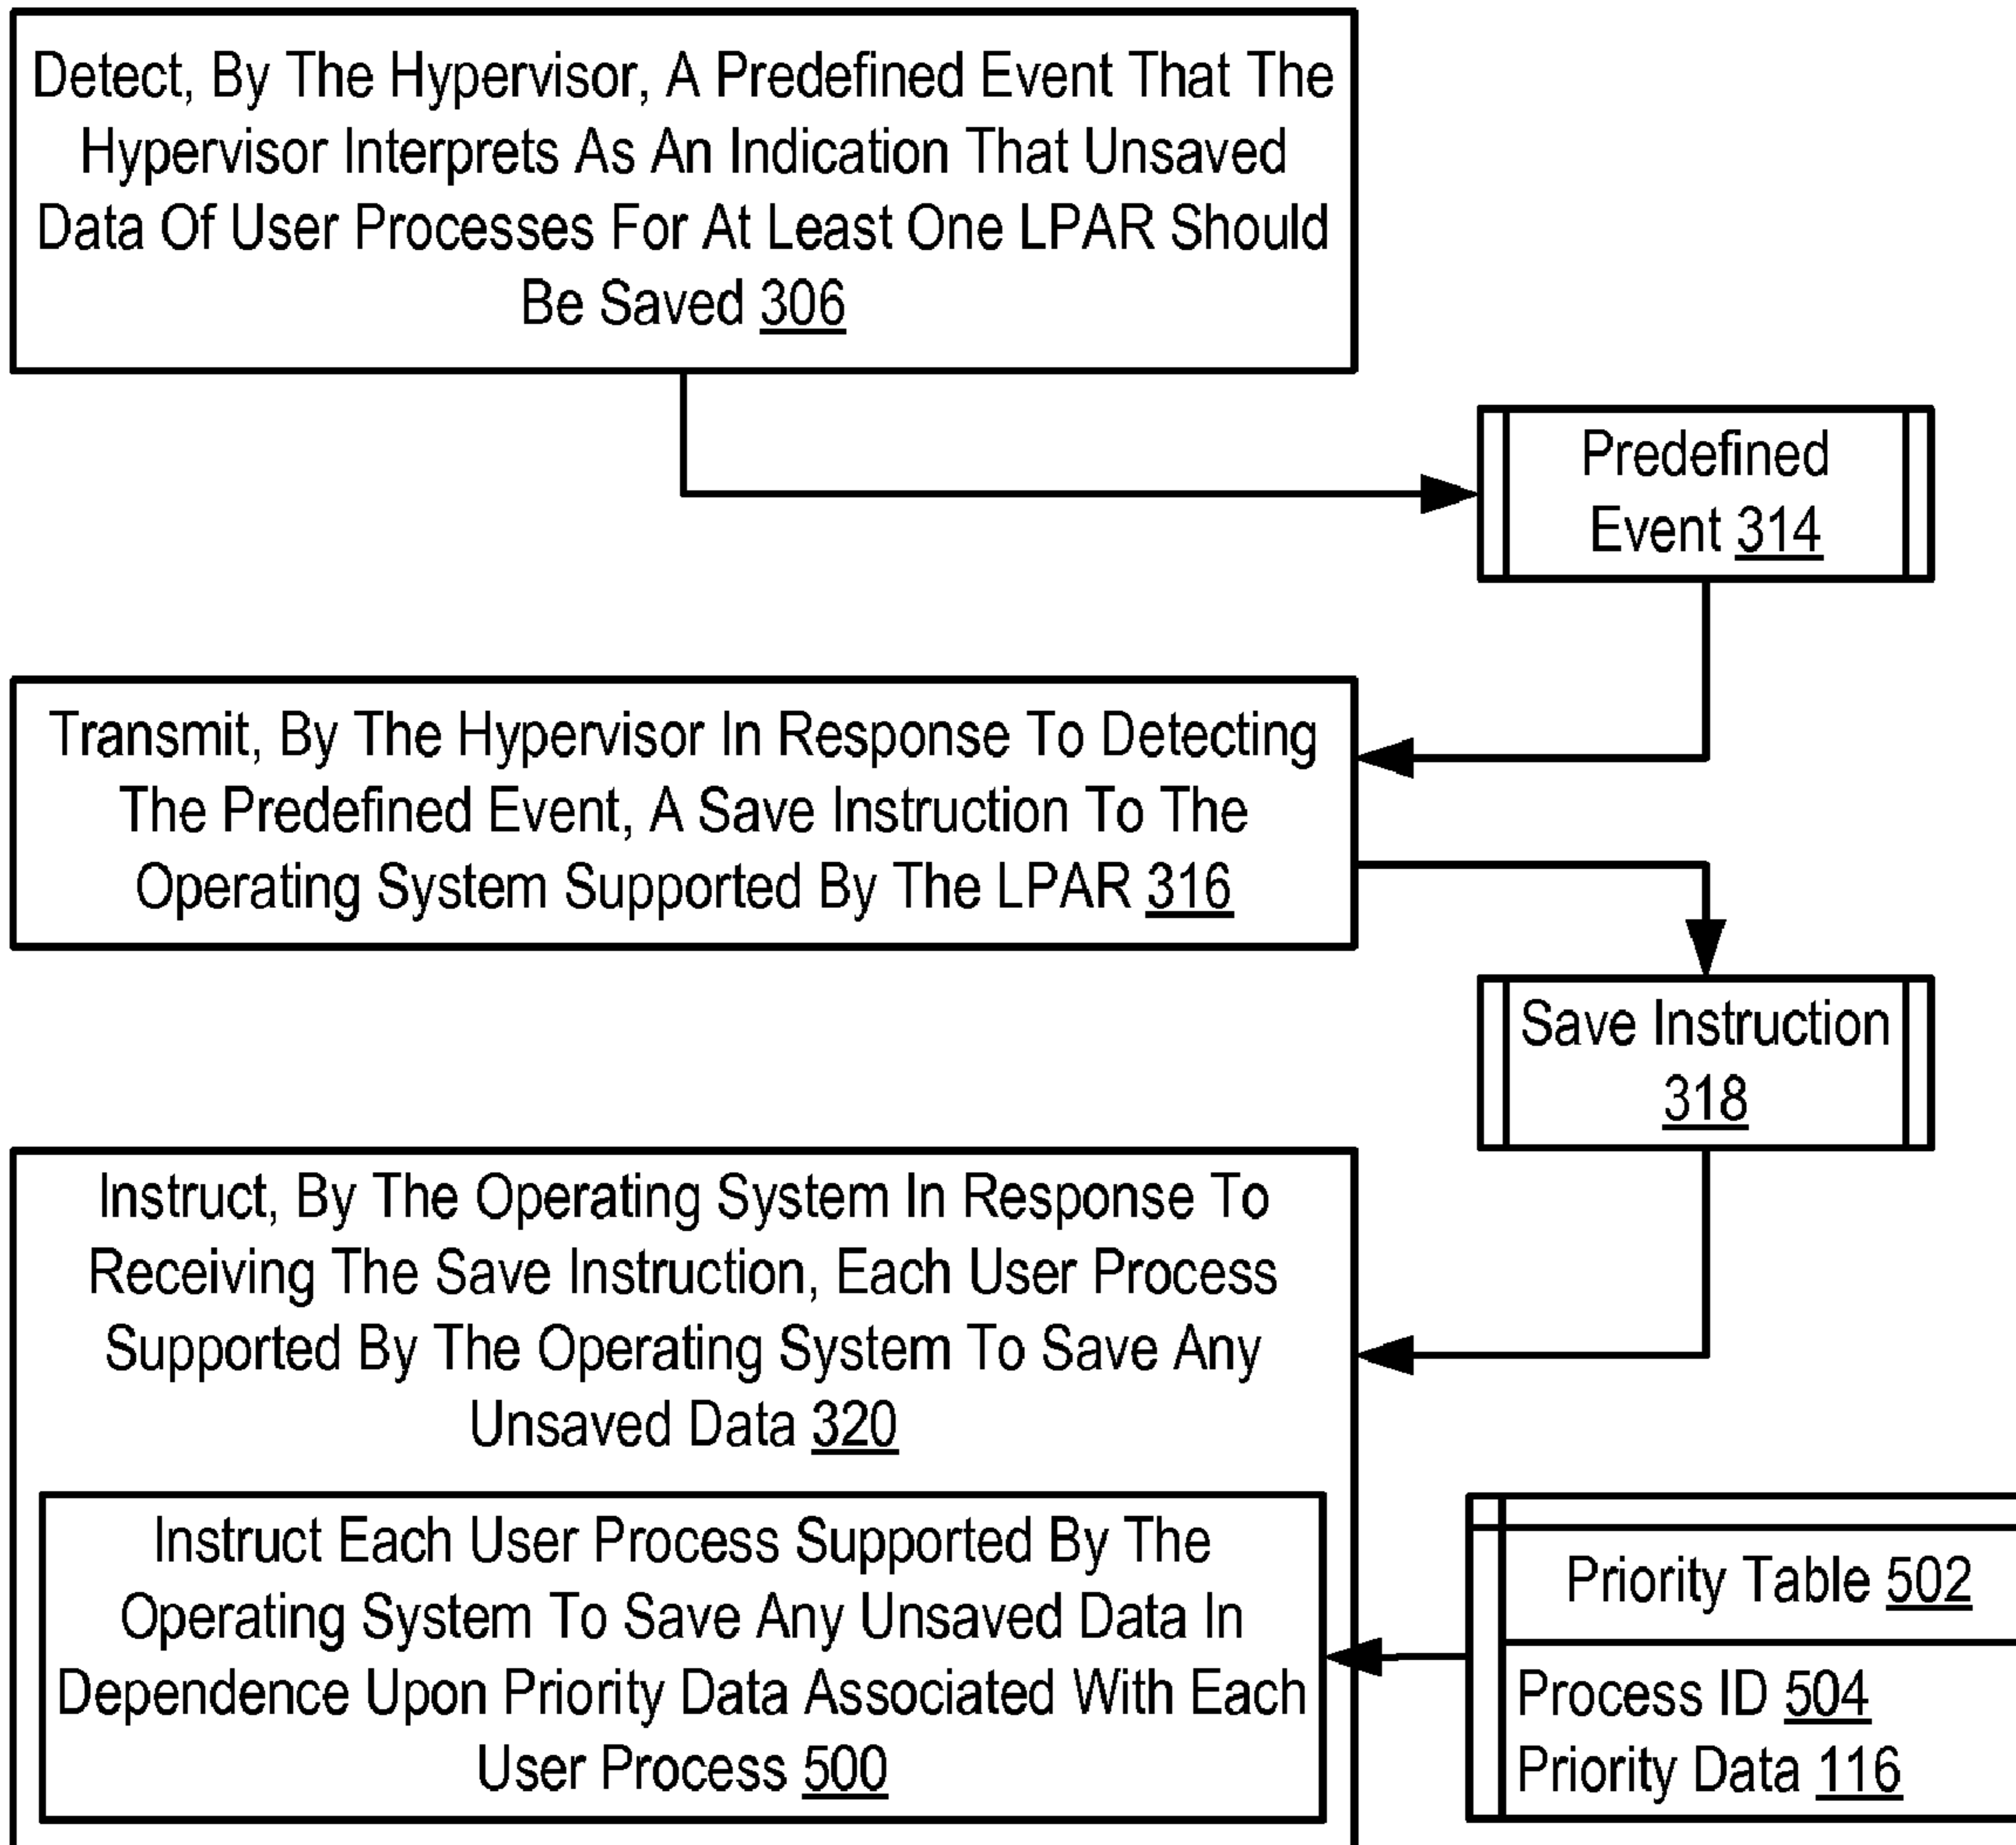 Detect, By The Hypervisor, A Predefined Event That The
Hypervisor Interprets As An Indication That Unsaved
Data Of User Processes For At Least One LPAR Should
Be Saved 306
Predefined
Event 314
Transmit, By The Hypervisor In Response To Detecting
The Predefined Event, A Save Instruction To The
Operating System Supported By The LPAR 316
Save Instruction
318
Instruct, By The Operating System In Response To
Receiving The Save Instruction, Each User Process
Supported By The Operating System To Save Any
Unsaved Data 320
Instruct Each User Process Supported By The
Operating System To Save Any Unsaved Data In
Dependence Upon Priority Data Associated With Each
User Process 500
Priority Table 502
Process ID 504
Priority Data 116